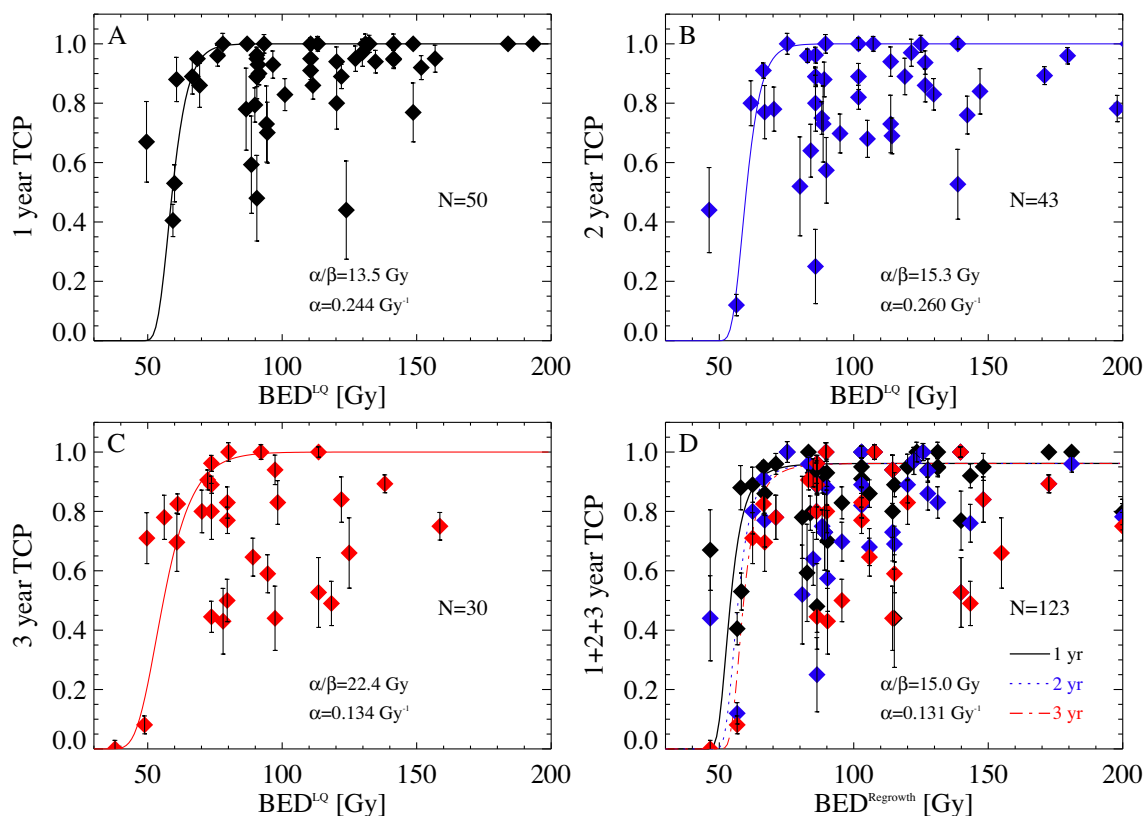 A
1.0
0.8
0.6
0.4
0.2
0.0
1 year TCP
N=50
α/β=13.5 Gy
α=0.244 Gy⁻¹
50 100 150 200
BED^LQ [Gy]
B
1.0
0.8
0.6
0.4
0.2
0.0
2 year TCP
N=43
α/β=15.3 Gy
α=0.260 Gy⁻¹
50 100 150 200
BED^LQ [Gy]
C
1.0
0.8
0.6
0.4
0.2
0.0
3 year TCP
N=30
α/β=22.4 Gy
α=0.134 Gy⁻¹
50 100 150 200
BED^LQ [Gy]
D
1.0
0.8
0.6
0.4
0.2
0.0
1+2+3 year TCP
N=123
1 yr
2 yr
3 yr
α/β=15.0 Gy
α=0.131 Gy⁻¹
50 100 150 200
BED^Regrowth [Gy]